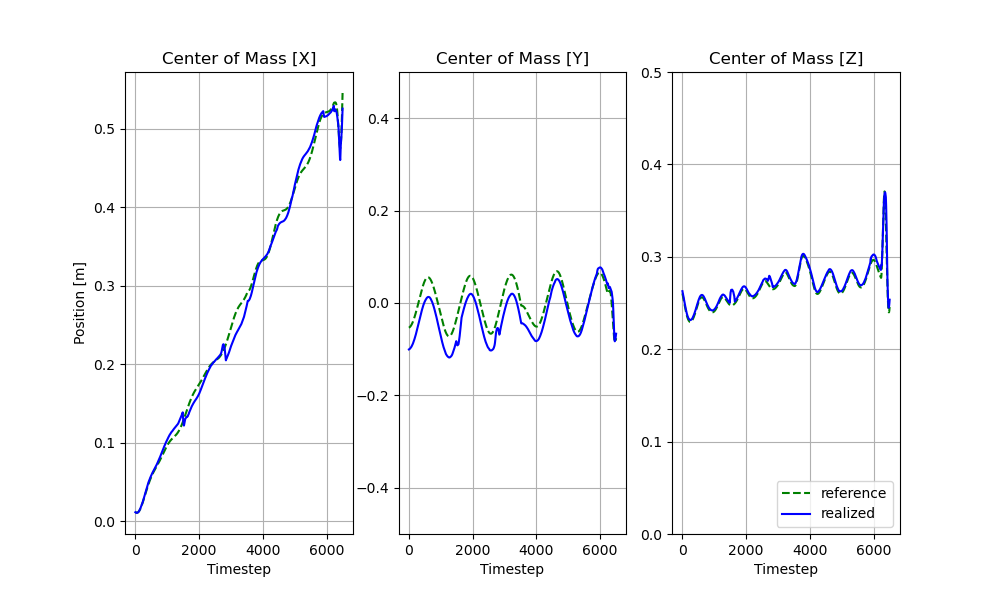 Center of Mass [X]
Center of Mass [Y]
Center of Mass [Z]
Position [m]
0.5
0.4
0.3
0.2
0.1
0.0
0 2000 4000 6000
Timestep
0.4
0.2
0.0
−0.2
−0.4
0 2000 4000 6000
Timestep
0.5
0.4
0.3
0.2
0.1
0.0
0 2000 4000 6000
Timestep
reference
realized